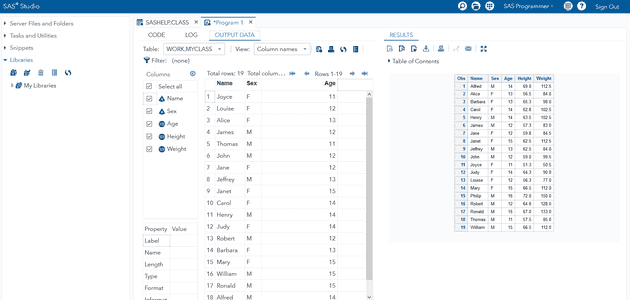 SAS® Studio
SAS Programmer
Sign Out
Server Files and Folders
Tasks and Utilities
Snippets
Libraries
My Libraries
SASHELP.CLASS
*Program 1
CODE
LOG
OUTPUT DATA
Table: WORK.MYCLASS View: Column names
Filter: (none)
Columns
Select all
Name
Sex
Age
Height
Weight
Property Value
Label
Name
Length
Type
Format
Informat
Total rows: 19 Total colum... Rows 1-19
Name Sex Age
1 Joyce F 11
2 Louise F 12
3 Alice F 13
4 James M 12
5 Thomas M 11
6 John M 12
7 Jane F 12
8 Jeffrey M 13
9 Janet F 15
10 Carol F 14
11 Henry M 14
12 Judy F 14
13 Robert M 12
14 Barbara F 13
15 Mary F 15
16 William M 15
17 Ronald M 15
18 Alfred M 14
RESULTS
Table of Contents
Obs Name Sex Age Height Weight
1 Alfred M 14 69.0 112.5
2 Alice F 13 56.5 84.0
3 Barbara F 13 65.3 98.0
4 Carol F 14 62.8 102.5
5 Henry M 14 63.5 102.5
6 James M 12 57.3 83.0
7 Jane F 12 59.8 84.5
8 Janet F 15 62.5 112.5
9 Jeffrey M 13 62.5 84.0
10 John M 12 59.0 99.5
11 Joyce F 11 51.3 50.5
12 Judy F 14 64.3 90.0
13 Louise F 12 56.3 77.0
14 Mary F 15 66.5 112.0
15 Philip M 16 72.0 150.0
16 Robert M 12 64.8 128.0
17 Ronald M 15 67.0 133.0
18 Thomas M 11 57.5 85.0
19 William M 15 66.5 112.0